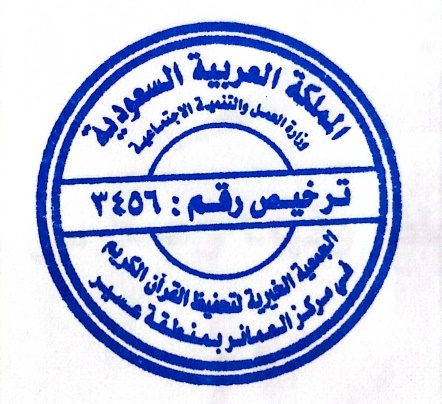 المملكة العربية السعودية
وزارة العمل والتنمية الاجتماعية
ترخيص رقم : ٣٤٥٦
الجمعية الخيرية لتحفيظ القرآن الكريم
في مركز العمائر بمنطقة عسير